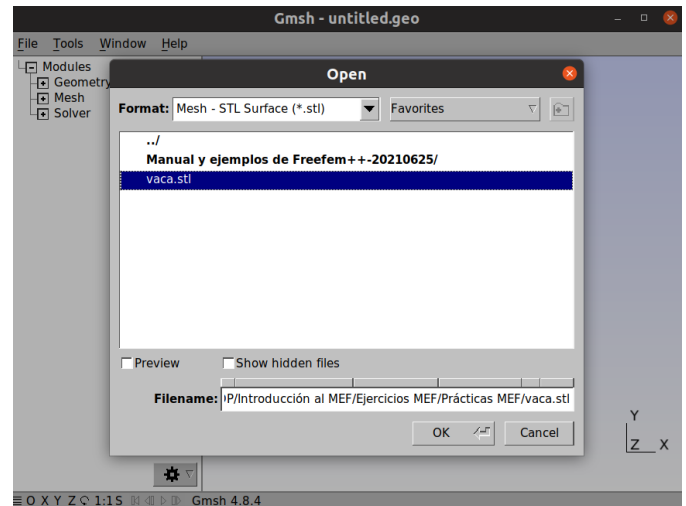 Gmsh - untitled.geo
File Tools Window Help
Modules
Geometry
Mesh
Solver
Open
Format: Mesh - STL Surface (*.stl) Favorites
../
Manual y ejemplos de Freefem++-20210625/
vaca.stl
Preview Show hidden files
Filename: P/Introducción al MEF/Ejercicios MEF/Prácticas MEF/vaca.stl
OK Cancel
Y
Z X
O X Y Z 1:1 S Gmsh 4.8.4